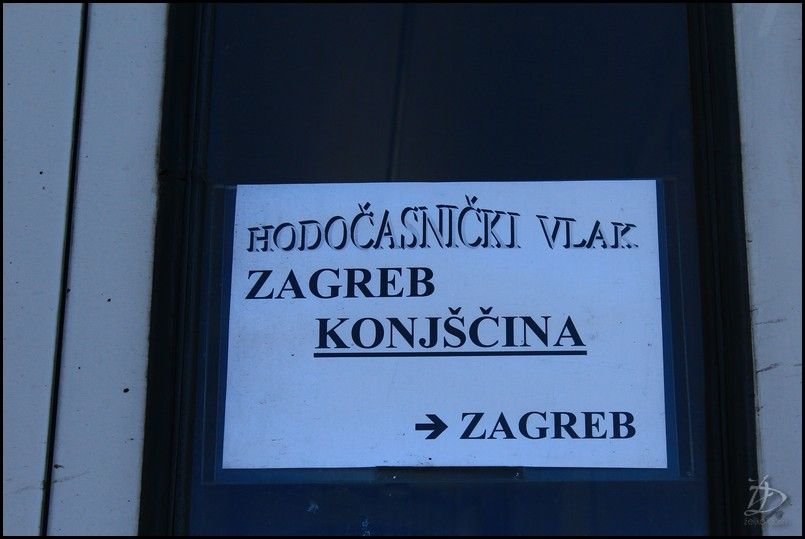 HODOČASNIČKI VLAK
ZAGREB
KONJŠČINA
→ ZAGREB